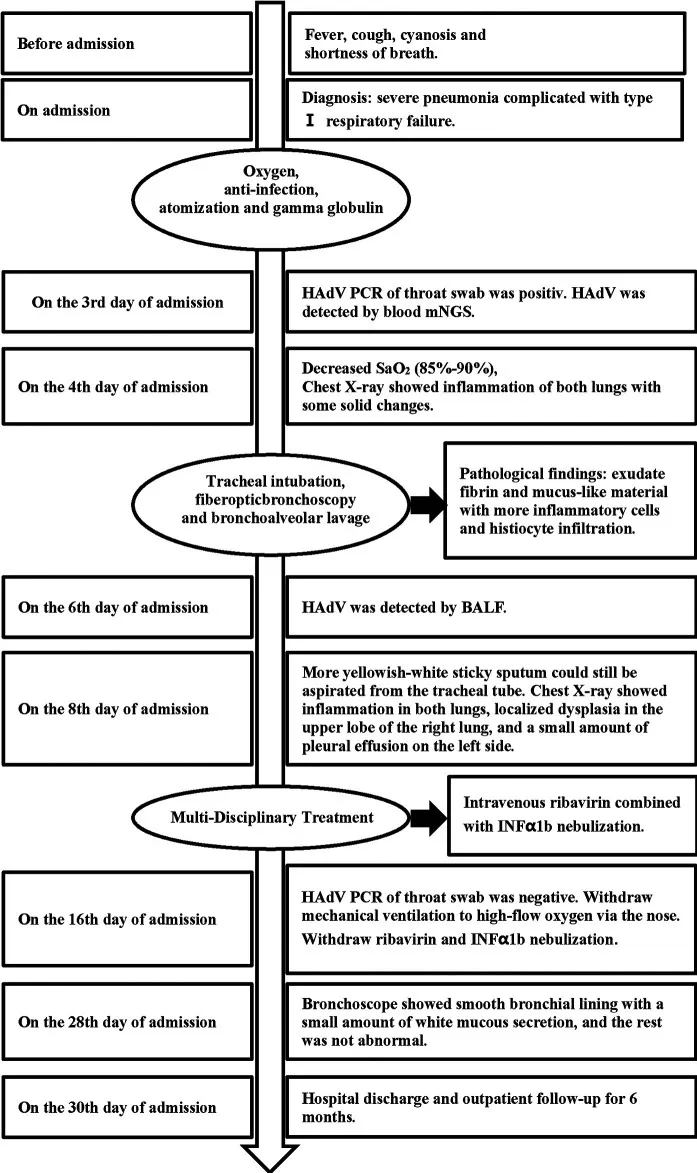 Before admission
Fever, cough, cyanosis and
shortness of breath.
On admission
Diagnosis: severe pneumonia complicated with type
I respiratory failure.
Oxygen,
anti-infection,
atomization and gamma globulin
On the 3rd day of admission
HAdV PCR of throat swab was positiv. HAdV was
detected by blood mNGS.
On the 4th day of admission
Decreased SaO₂ (85%-90%),
Chest X-ray showed inflammation of both lungs with
some solid changes.
Tracheal intubation,
fiberopticbronchoscopy
and bronchoalveolar lavage
Pathological findings: exudate
fibrin and mucus-like material
with more inflammatory cells
and histiocyte infiltration.
On the 6th day of admission
HAdV was detected by BALF.
On the 8th day of admission
More yellowish-white sticky sputum could still be
aspirated from the tracheal tube. Chest X-ray showed
inflammation in both lungs, localized dysplasia in the
upper lobe of the right lung, and a small amount of
pleural effusion on the left side.
Multi-Disciplinary Treatment
Intravenous ribavirin combined
with INFα1b nebulization.
On the 16th day of admission
HAdV PCR of throat swab was negative. Withdraw
mechanical ventilation to high-flow oxygen via the nose.
Withdraw ribavirin and INFα1b nebulization.
On the 28th day of admission
Bronchoscope showed smooth bronchial lining with a
small amount of white mucous secretion, and the rest
was not abnormal.
On the 30th day of admission
Hospital discharge and outpatient follow-up for 6
months.